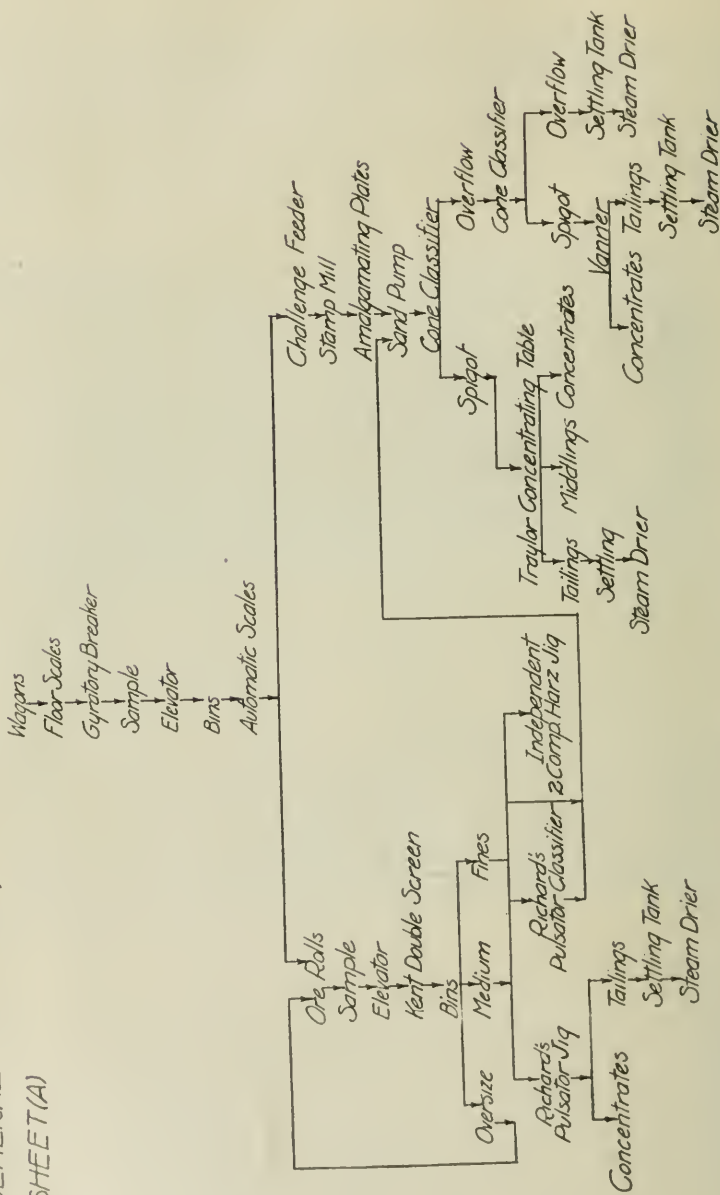 SHEET(A)
Wagons
Floor Scales
Gyratory Breaker
Sample
Elevator
Bins
Automatic Scales
Ore Rolls
Sample
Elevator
Kent Double Screen
Bins
Oversize
Medium
Fines
Richard's
Pulsator Jig
Concentrates
Tailings
Settling Tank
Steam Drier
Richard's
Pulsator Classifier
Independent
2 Comp. Harz Jig
Challenge Feeder
Stamp Mill
Amalgamating Plates
Sand Pump
Cone Classifier
Spigot
Traylor Concentrating Table
Tailings
Settling
Steam Drier
Middlings
Concentrates
Overflow
Cone Classifier
Spigot
Vanner
Concentrates
Tailings
Settling Tank
Steam Drier
Overflow
Settling Tank
Steam Drier